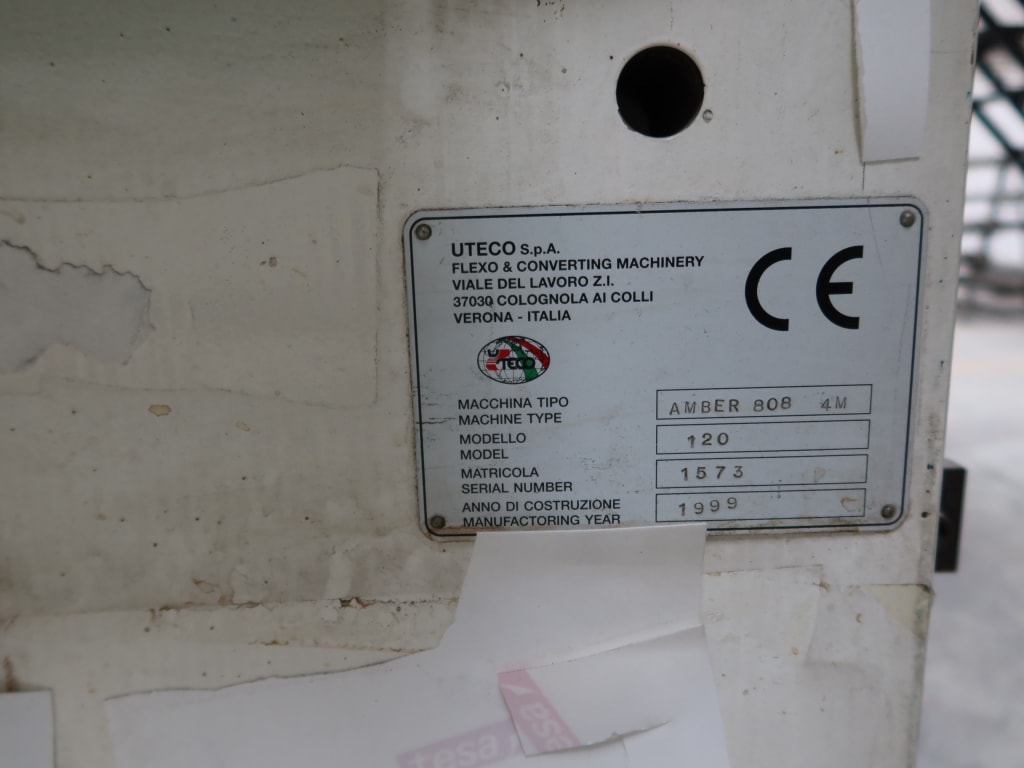 UTECO S.p.A.
FLEXO & CONVERTING MACHINERY
VIALE DEL LAVORO Z.I.
37030 COLOGNOLA AI COLLI
VERONA - ITALIA
CE
UTECO
MACCHINA TIPO
MACHINE TYPE
AMBER 808 4M
MODELLO
MODEL
120
MATRICOLA
SERIAL NUMBER
1573
ANNO DI COSTRUZIONE
MANUFACTORING YEAR
1999
tesa
tesa